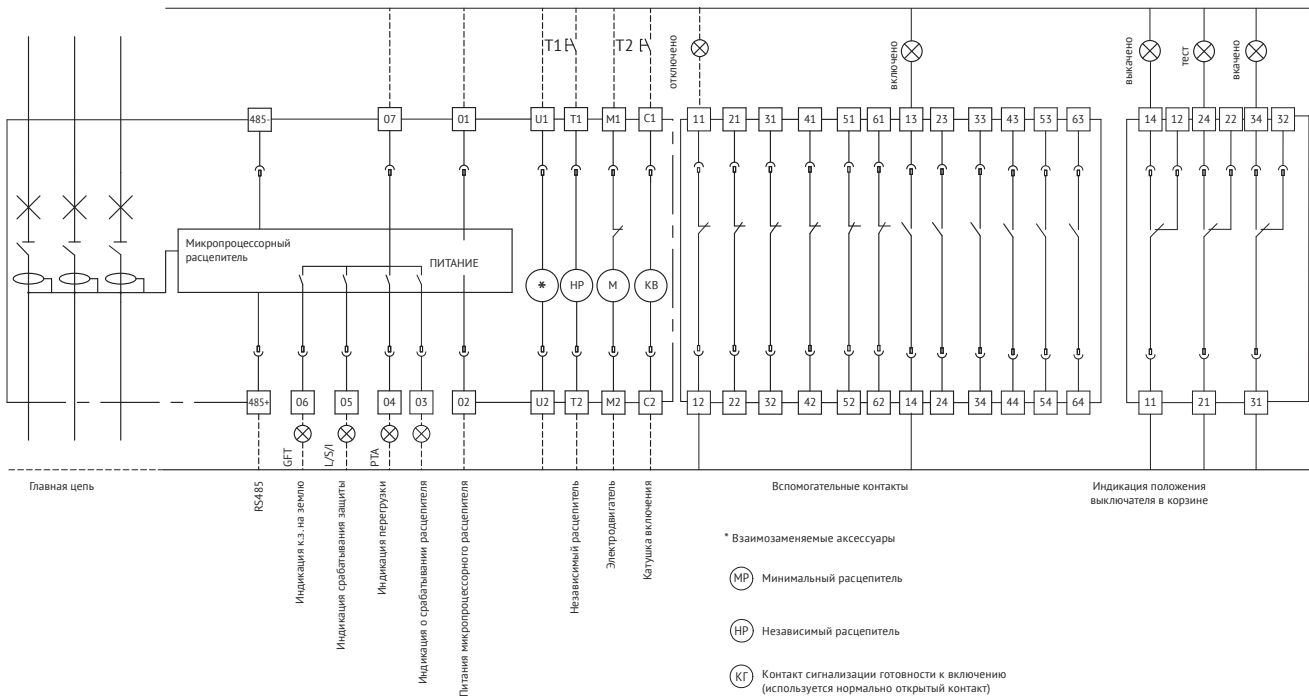 T1
T2
отключено
включено
выкачено
тест
вкачено
485-
07
01
U1
T1
M1
C1
11
21
31
41
51
61
13
23
33
43
53
63
14
12
24
22
34
32
Микропроцессорный
расцепитель
ПИТАНИЕ
*
НР
М
КВ
485+
06
05
04
03
02
U2
T2
M2
C2
12
22
32
42
52
62
14
24
34
44
54
64
11
21
31
GFT
L/S/I
PTA
Главная цепь
RS485
Индикация к.з. на землю
Индикация срабатывания защиты
Индикация перегрузки
Индикация о срабатывании расцепителя
Питания микропроцессорного расцепителя
Независимый расцепитель
Электродвигатель
Катушка включения
Вспомогательные контакты
Индикация положения
выключателя в корзине
* Взаимозаменяемые аксессуары
МР Минимальный расцепитель
НР Независимый расцепитель
КГ Контакт сигнализации готовности к включению
(используется нормально открытый контакт)